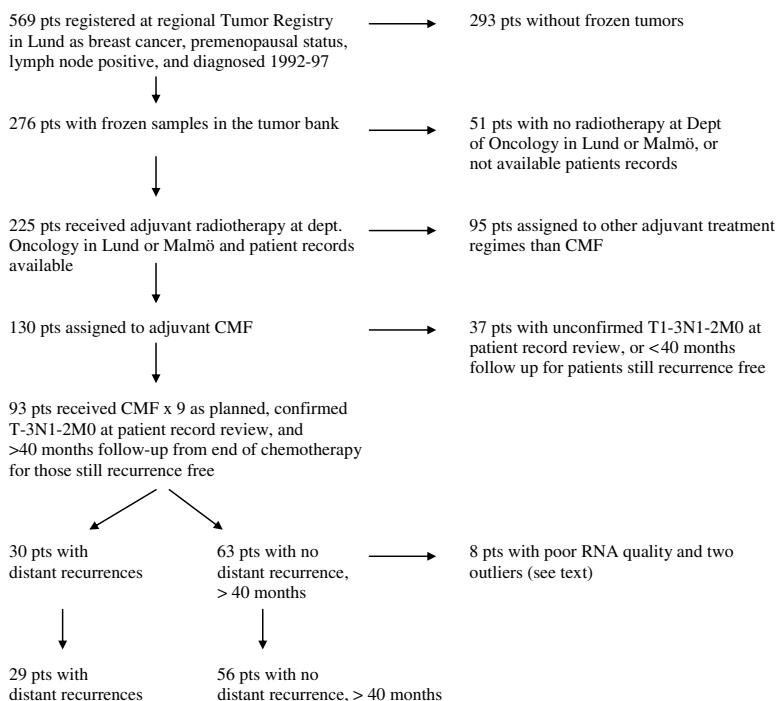 569 pts registered at regional Tumor Registry
in Lund as breast cancer, premenopausal status,
lymph node positive, and diagnosed 1992-97
293 pts without frozen tumors
276 pts with frozen samples in the tumor bank
51 pts with no radiotherapy at Dept
of Oncology in Lund or Malmö, or
not available patients records
225 pts received adjuvant radiotherapy at dept.
Oncology in Lund or Malmö and patient records
available
95 pts assigned to other adjuvant treatment
regimes than CMF
130 pts assigned to adjuvant CMF
37 pts with unconfirmed T1-3N1-2M0 at
patient record review, or <40 months
follow up for patients still recurrence free
93 pts received CMF x 9 as planned, confirmed
T-3N1-2M0 at patient record review, and
>40 months follow-up from end of chemotherapy
for those still recurrence free
30 pts with
distant recurrences
63 pts with no
distant recurrence,
> 40 months
8 pts with poor RNA quality and two
outliers (see text)
29 pts with
distant recurrences
56 pts with no
distant recurrence, > 40 months